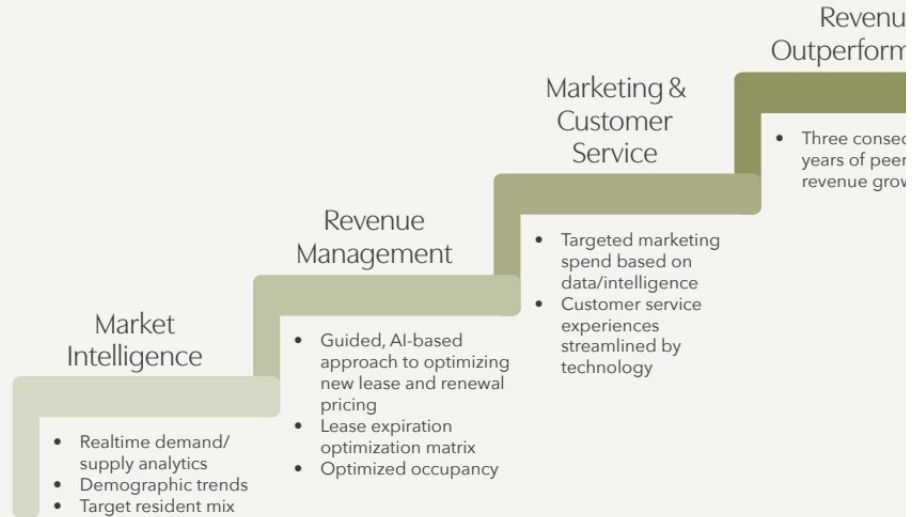 Market
Intelligence
• Realtime demand/
supply analytics
• Demographic trends
• Target resident mix
Revenue
Management
• Guided, AI-based
approach to optimizing
new lease and renewal
pricing
• Lease expiration
optimization matrix
• Optimized occupancy
Marketing &
Customer
Service
• Targeted marketing
spend based on
data/intelligence
• Customer service
experiences
streamlined by
technology
Revenu
Outperform
• Three consec
years of peer
revenue grow